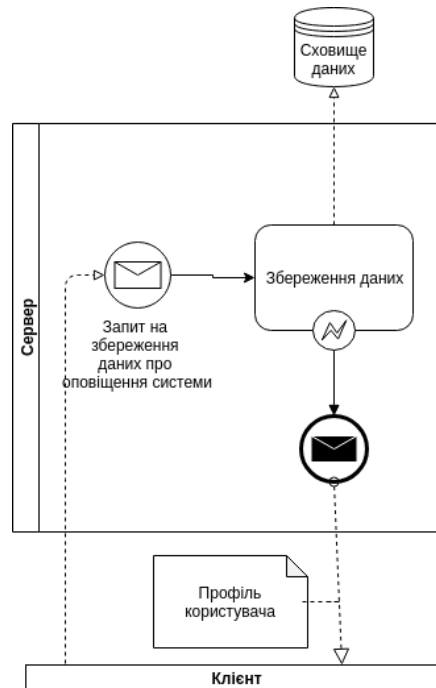 Сховище
даних
Сервер
Запит на
збереження
даних про
оповіщення системи
Збереження даних
Профіль
користувача
Клієнт